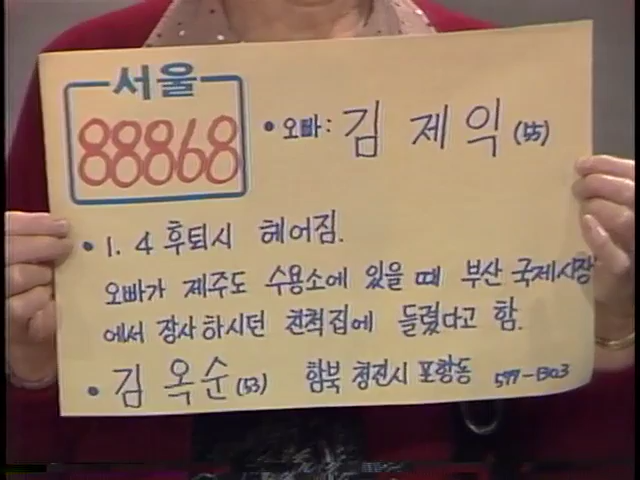 서울
88868
• 오빠: 김 제익 (55)
• 1. 4 후퇴시 헤어짐.
오빠가 제주도 수용소에 있을 때 부산 국제시장
에서 장사하시던 친척집에 들렸다고 함.
• 김 옥순 (53) 함북 청진시 포항동 577-1303